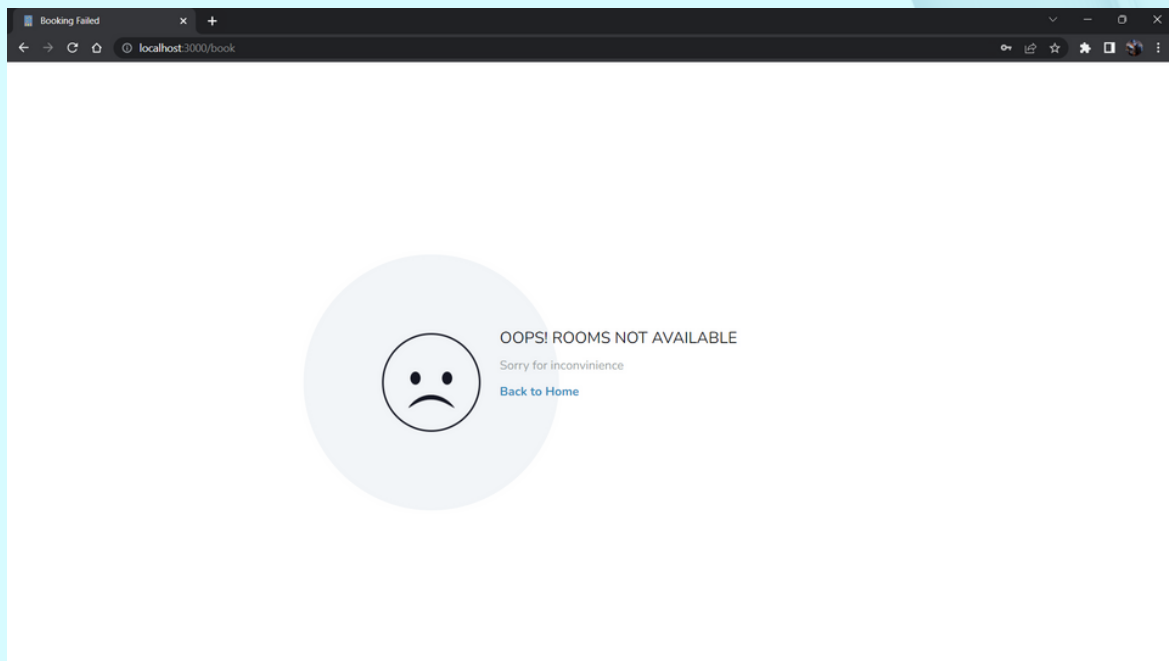 Booking Failed
localhost:3000/book
OOPS! ROOMS NOT AVAILABLE
Sorry for inconvinience
Back to Home